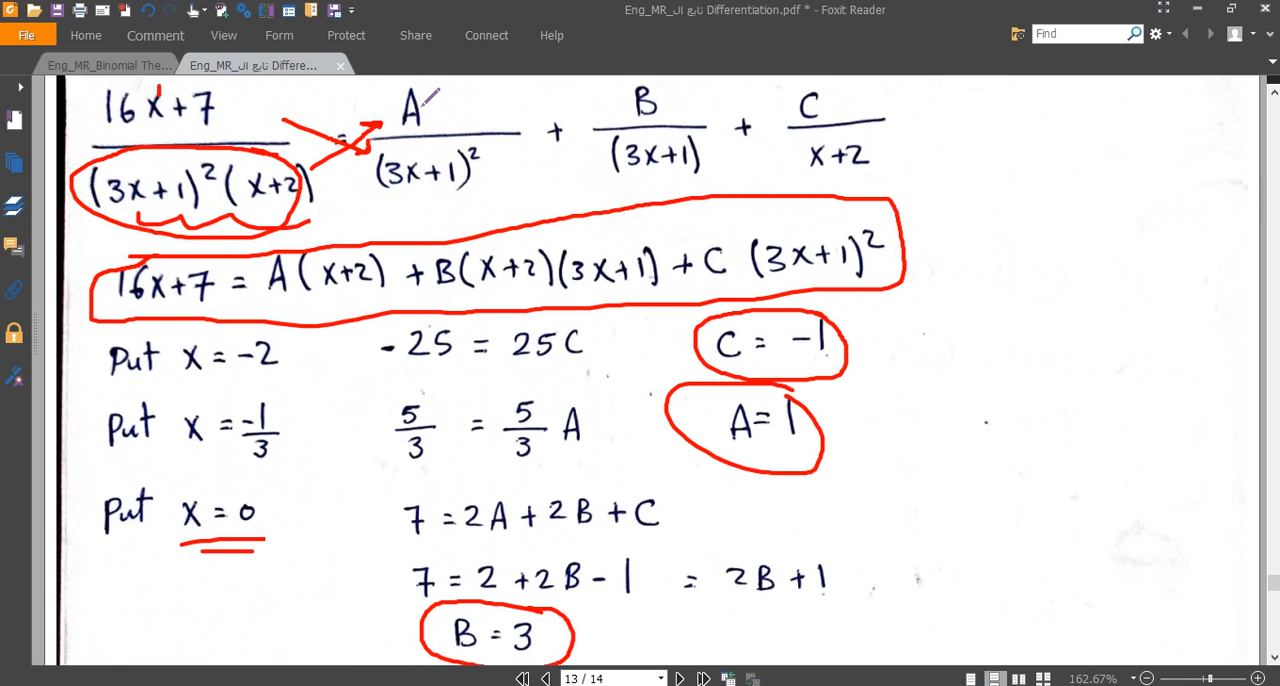 Eng_MR_تابع ال Differentiation.pdf * - Foxit Reader
File Home Comment View Form Protect Share Connect Help Find
Eng_MR_Binomial The... Eng_MR_تابع ال Differe...
16x+7 / (3x+1)² (x+2) = A / (3x+1)² + B / (3x+1) + C / x+2
16x+7 = A(x+2) + B(x+2)(3x+1) + C (3x+1)²
Put x = -2 -25 = 25C C = -1
Put x = -1/3 5/3 = 5/3 A A = 1
Put x = 0 7 = 2A + 2B + C
7 = 2 + 2B - 1 = 2B + 1
B = 3
13 / 14 162.67%